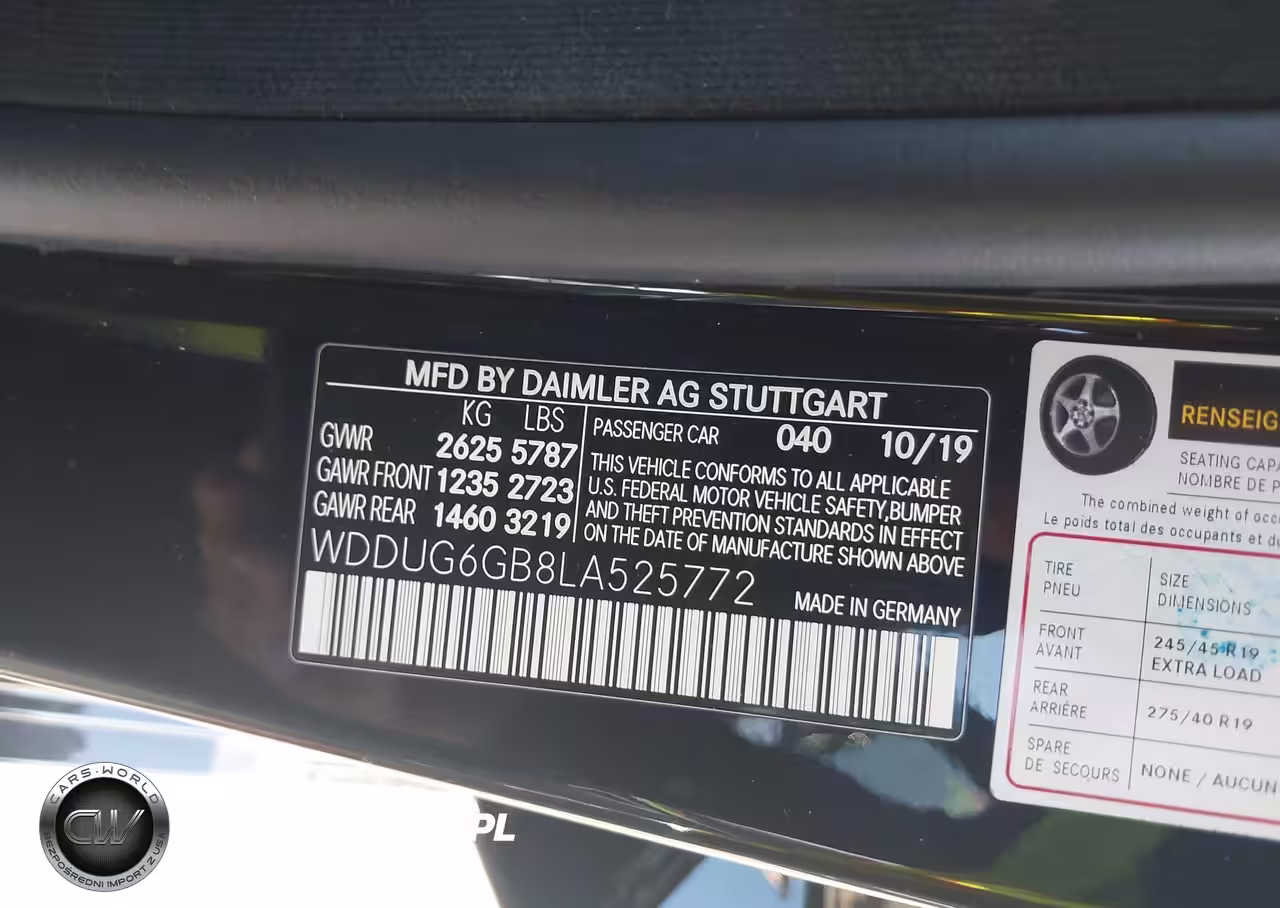 MFD BY DAIMLER AG STUTTGART
KG LBS
GVWR 2625 5787
GAWR FRONT 1235 2723
GAWR REAR 1460 3219
PASSENGER CAR 040 10/19
THIS VEHICLE CONFORMS TO ALL APPLICABLE
U.S. FEDERAL MOTOR VEHICLE SAFETY,BUMPER
AND THEFT PREVENTION STANDARDS IN EFFECT
ON THE DATE OF MANUFACTURE SHOWN ABOVE
WDDUG6GB8LA525772
MADE IN GERMANY
RENSEIG
SEATING CAPA
NOMBRE DE P
The combined weight of occ
Le poids total des occupants et du
TIRE
PNEU
SIZE
DIMENSIONS
FRONT
AVANT
245/45 R19
EXTRA LOAD
REAR
ARRIÈRE
275/40 R19
SPARE
DE SECOURS
NONE / AUCUN
CARS-WORLD
CW
BEZPOŚREDNI IMPORT Z USA
PL